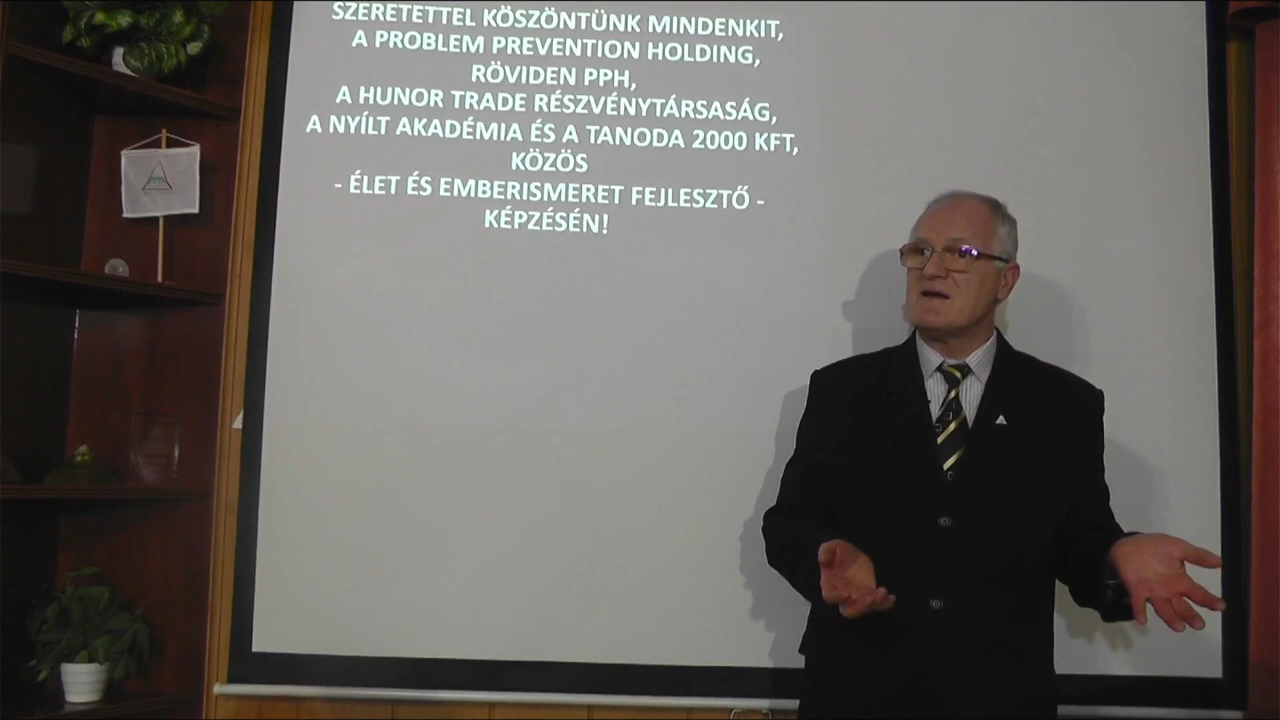 SZERETETTEL KÖSZÖNTÜNK MINDENKIT,
A PROBLEM PREVENTION HOLDING,
RÖVIDEN PPH,
A HUNOR TRADE RÉSZVÉNYTÁRSASÁG,
A NYÍLT AKADÉMIA ÉS A TANODA 2000 KFT,
KÖZÖS
- ÉLET ÉS EMBERISMERET FEJLESZTŐ -
KÉPZÉSÉN!